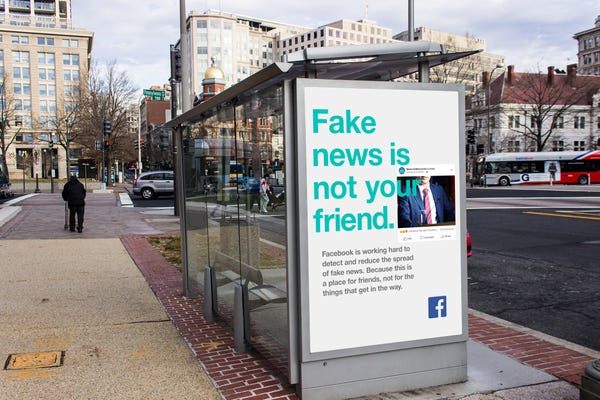 Fake
news is
not your
friend.
Facebook is working hard to
detect and reduce the spread
of fake news. Because this is
a place for friends, not for the
things that get in the way.
f
G